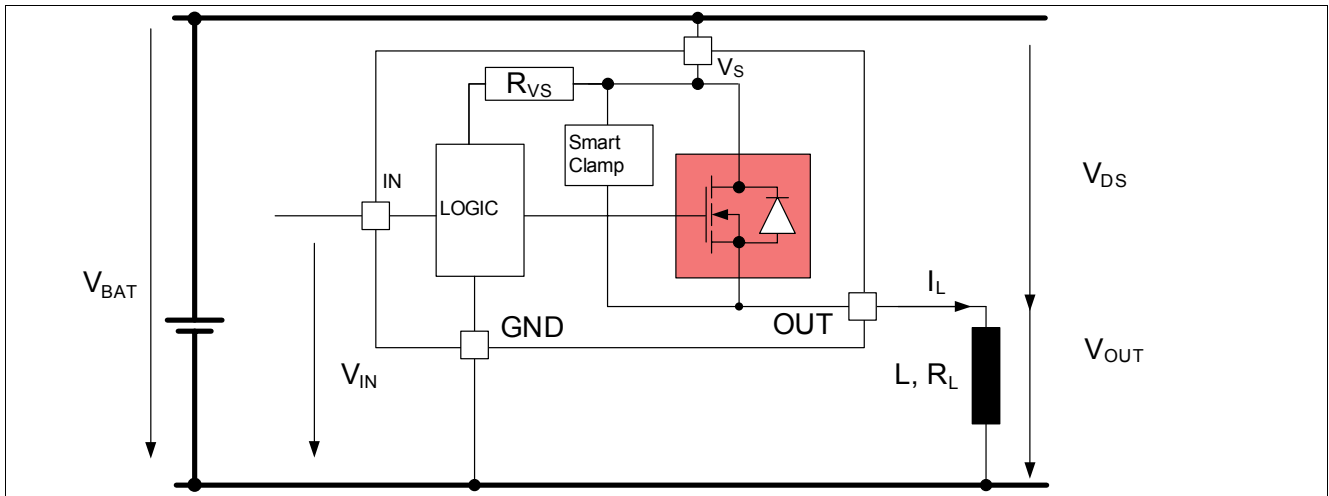 V_S
R_VS
Smart
Clamp
IN
LOGIC
V_DS
V_BAT
I_L
GND
OUT
V_IN
V_OUT
L, R_L